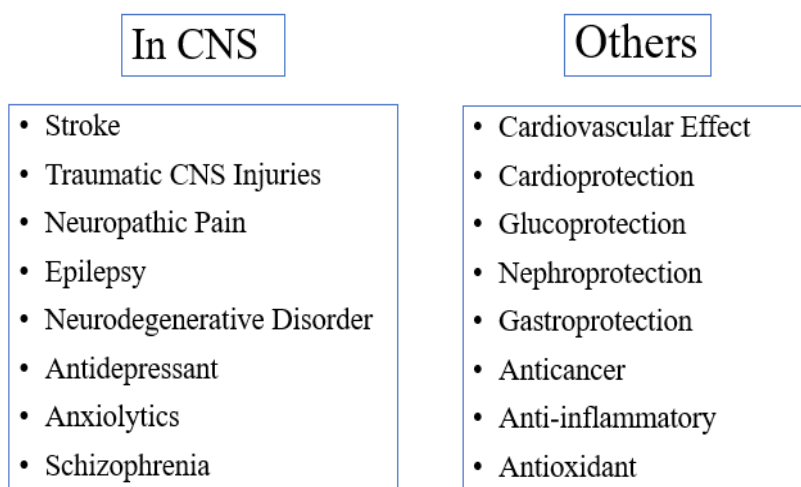 In CNS
• Stroke
• Traumatic CNS Injuries
• Neuropathic Pain
• Epilepsy
• Neurodegenerative Disorder
• Antidepressant
• Anxiolytics
• Schizophrenia
Others
• Cardiovascular Effect
• Cardioprotection
• Glucoprotection
• Nephroprotection
• Gastroprotection
• Anticancer
• Anti-inflammatory
• Antioxidant